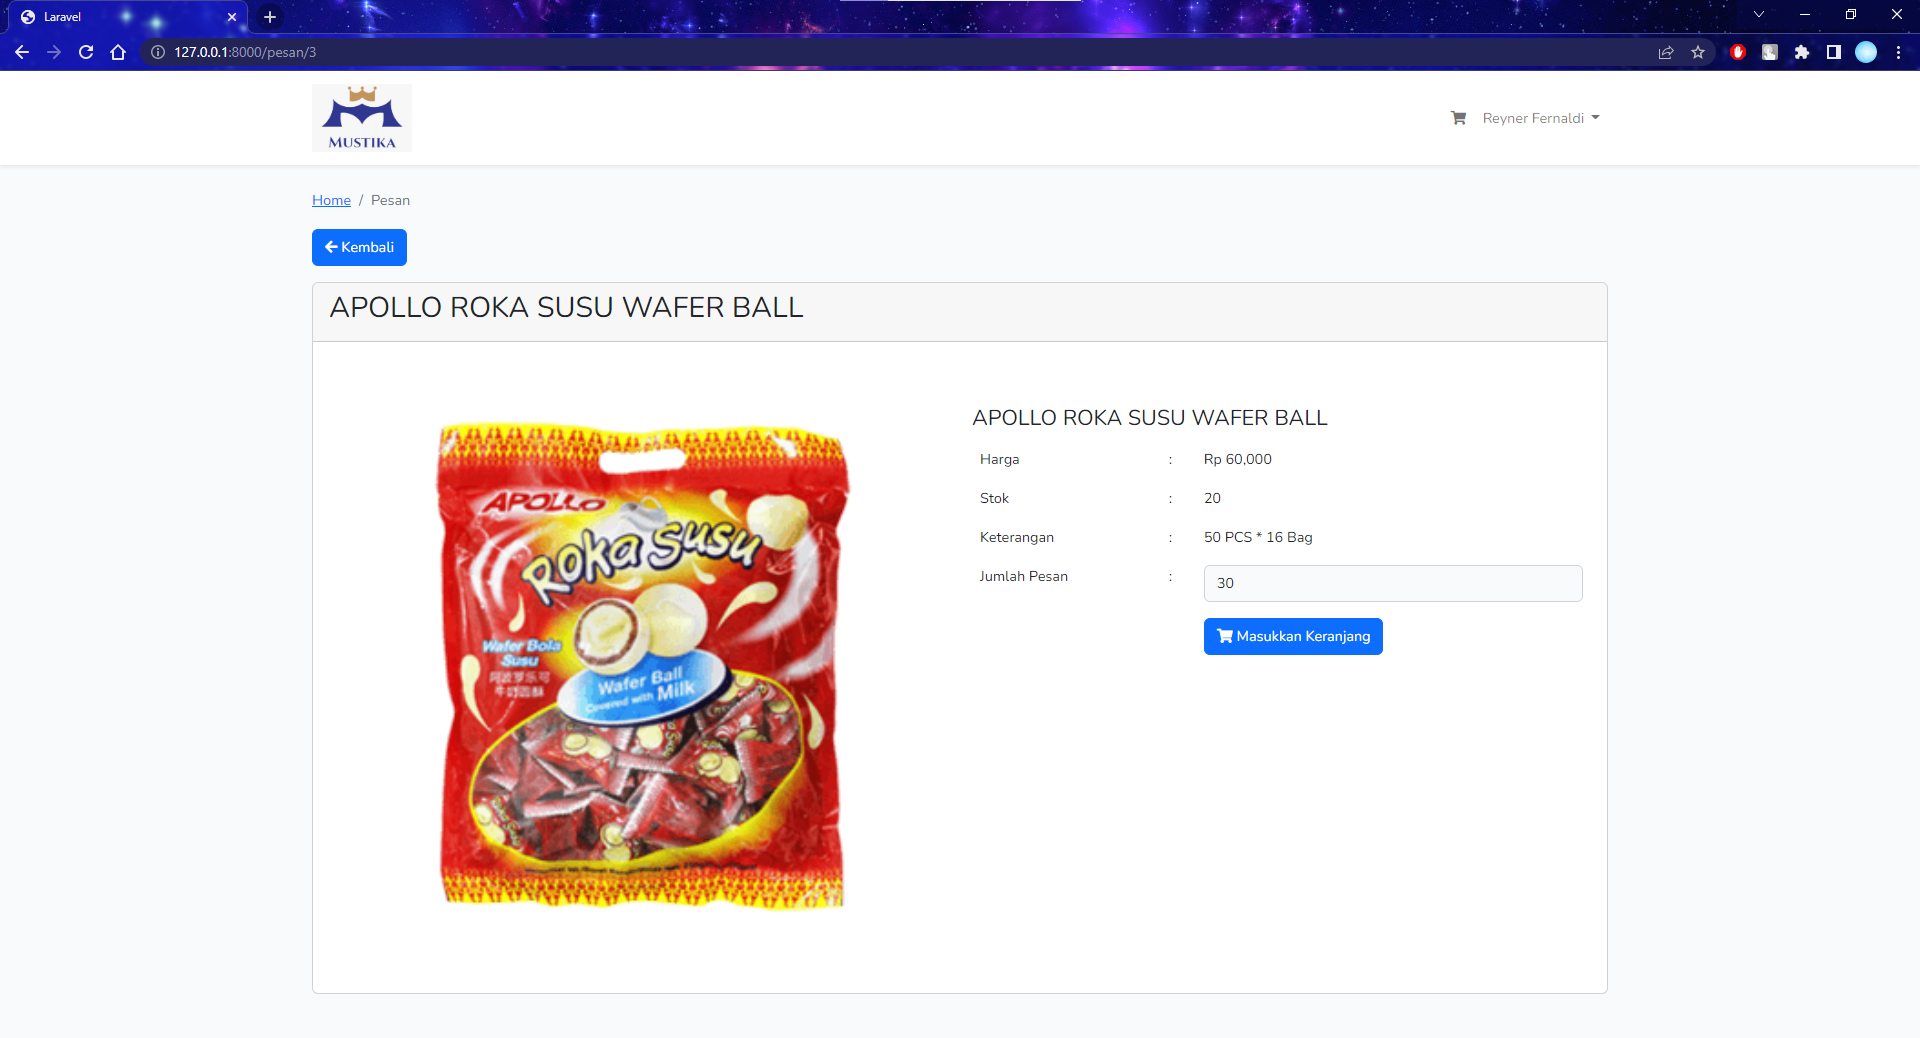 Laravel
127.0.0.1:8000/pesan/3
MUSTIKA
Reyner Fernaldi
Home / Pesan
Kembali
APOLLO ROKA SUSU WAFER BALL
APOLLO
Roka Susu
Wafer Bola
Susu
Wafer Ball
Covered with Milk
APOLLO ROKA SUSU WAFER BALL
Harga : Rp 60,000
Stok : 20
Keterangan : 50 PCS * 16 Bag
Jumlah Pesan : 30
Masukkan Keranjang